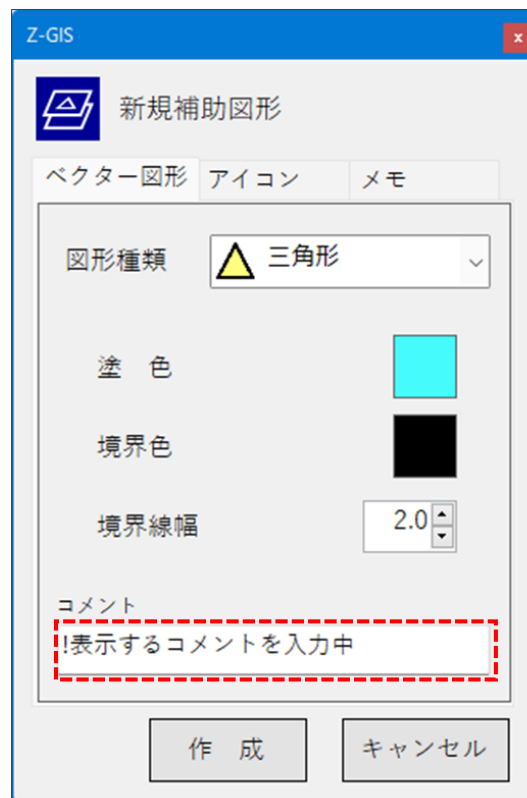 Z-GIS
x
新規補助図形
ベクター図形 アイコン メモ
図形種類 三角形
塗 色
境界色
境界線幅 2.0
コメント
!表示するコメントを入力中
作 成 キャンセル